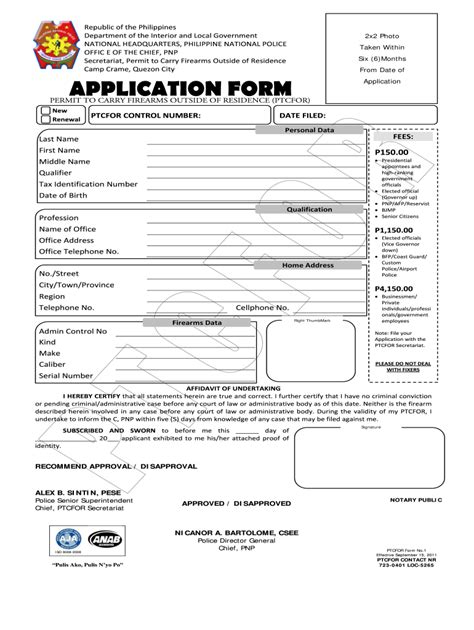 Republic of the Philippines
Department of the Interior and Local Government
NATIONAL HEADQUARTERS, PHILIPPINE NATIONAL POLICE
OFFIC E OF THE CHIEF, PNP
Secretariat, Permit to Carry Firearms Outside of Residence
Camp Crame, Quezon City
2x2 Photo
Taken Within
Six (6)Months
From Date of
Application
APPLICATION FORM
PERMIT TO CARRY FIREARMS OUTSIDE OF RESIDENCE (PTCFOR)
New
Renewal
PTCFOR CONTROL NUMBER:
DATE FILED:
Personal Data
Last Name
First Name
Middle Name
Qualifier
Tax Identification Number
Date of Birth
Qualification
Profession
Name of Office
Office Address
Office Telephone No.
Home Address
No./Street
City/Town/Province
Region
Telephone No.
Cellphone No.
Firearms Data
Admin Control No
Kind
Make
Caliber
Serial Number
Right ThumbMark
FEES:
P150.00
• Presidential
appointees and
high-ranking
government
officials
• Elected official
(Governor up)
• PNP/AFP/Reservist
• BJMP
• Senior Citizens
P1,150.00
• Elected officials
(Vice Governor
down)
• BFP/Coast Guard/
Custom
Police/Airport
Police
P4,150.00
• Businessmen/
Private
individuals/professi
onals/government
employees
Note: File your
Application with the
PTCFOR Secretariat.
PLEASE DO NOT DEAL
WITH FIXERS
AFFIDAVIT OF UNDERTAKING
I HEREBY CERTIFY that all statements herein are true and correct. I further certify that I have no criminal conviction
or pending criminal/administrative case before any court of law or administrative body as of this date. Neither is the firearm
described herein involved in any case before any court of law or administrative body. During the validity of my PTCFOR, I
undertake to inform the C, PNP within five (5) days from knowledge of any case that may be filed against me.
SUBSCRIBED AND SWORN to before me this ______ day of
____________ 20___ applicant exhibited to me his/her attached proof of
identity.
Signature
RECOMMEND APPROVAL / DI SAPPROVAL
ALEX B. SI NTI N, PESE
Police Senior Superintendent
Chief, PTCFOR Secretariat
APPROVED / DI SAPPROVED
NOTARY PUBLI C
NI CANOR A. BARTOLOME, CSEE
Police Director General
Chief, PNP
AJA
ANAB
"Pulis Ako, Pulis N'yo Po"
PTCFOR Form No.1
Effective September 15, 2011
PTCFOR CONTACT NR
723-0401 LOC-5265